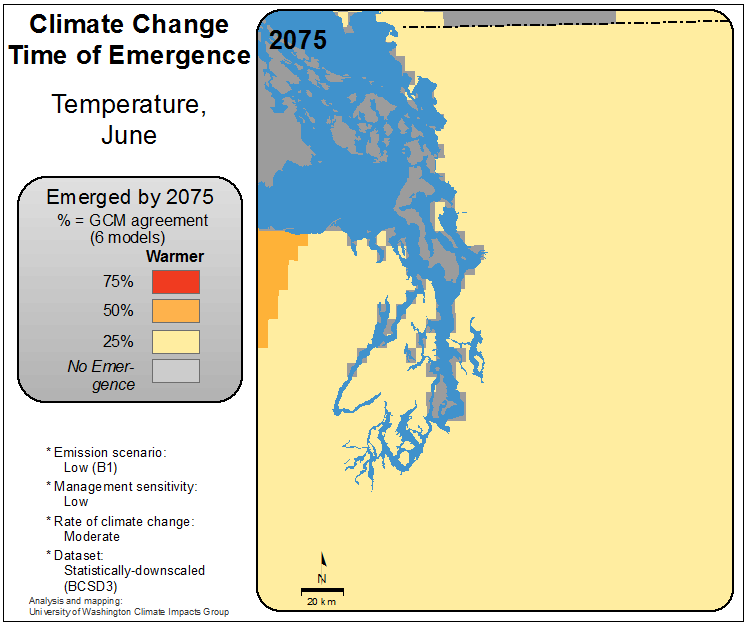 Climate Change
Time of Emergence
Temperature,
June
Emerged by 2075
% = GCM agreement
(6 models)
Warmer
75%
50%
25%
No Emer-
gence
* Emission scenario:
Low (B1)
* Management sensitivity:
Low
* Rate of climate change:
Moderate
* Dataset:
Statistically-downscaled
(BCSD3)
Analysis and mapping:
University of Washington Climate Impacts Group
2075
N
20 km